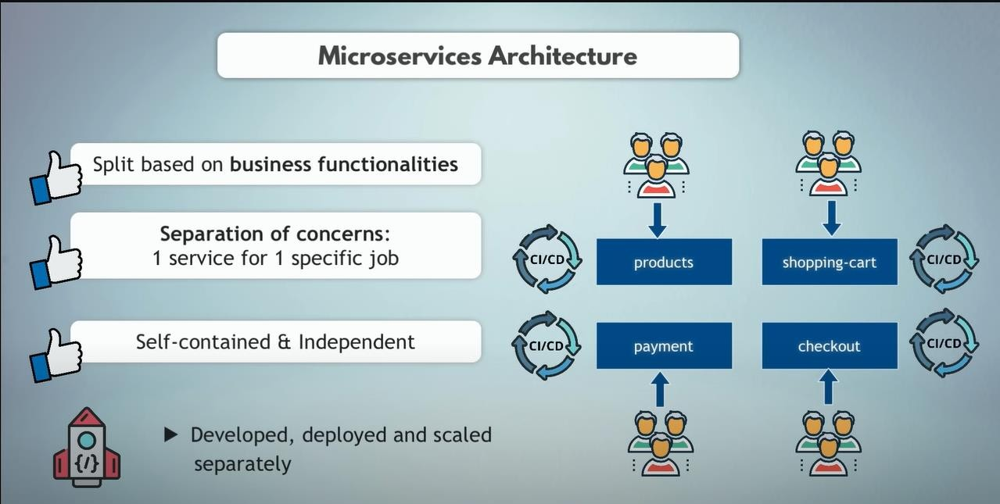 Microservices Architecture
Split based on business functionalities
Separation of concerns:
1 service for 1 specific job
Self-contained & Independent
{/}
▶ Developed, deployed and scaled
separately
CI/CD
products
shopping-cart
CI/CD
CI/CD
payment
checkout
CI/CD